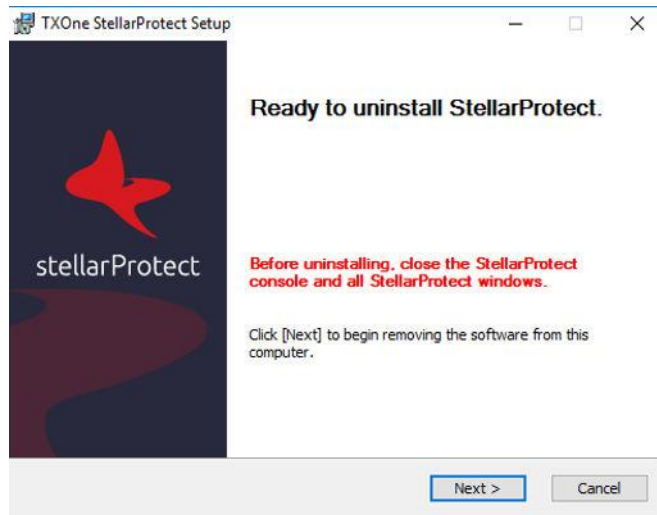 TXOne StellarProtect Setup
Ready to uninstall StellarProtect.
stellarProtect
Before uninstalling, close the StellarProtect
console and all StellarProtect windows.
Click [Next] to begin removing the software from this
computer.
Next >
Cancel